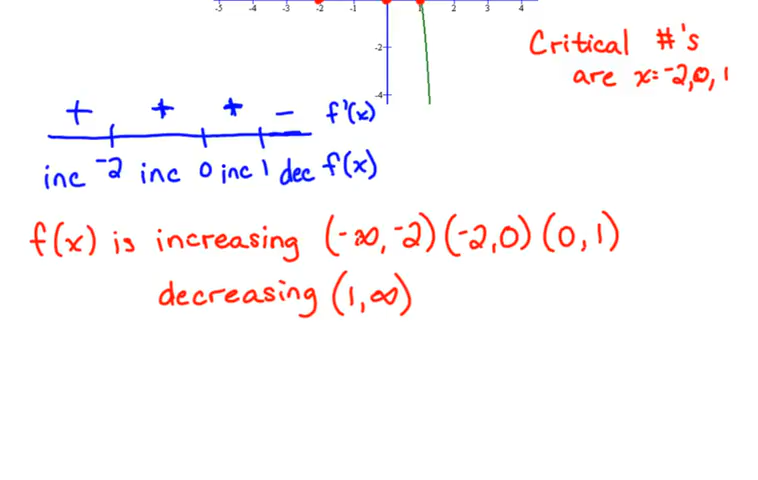 -5 -4 -3 -2 -1 1 2 3 4
-2
-4
Critical #'s
are x=-2,0,1
+ + + - f'(x)
inc -2 inc 0 inc 1 dec f(x)
f(x) is increasing (-∞,-2)(-2,0)(0,1)
decreasing (1,∞)